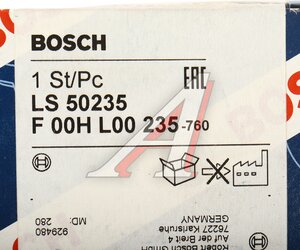 BOSCH
1 St/Pc
EAC
LS 50235
F 00H L00 235-760
929480
MD: 280
Robert Bosch GmbH
Auf der Breit 4
76227 Karlsruhe
GERMANY